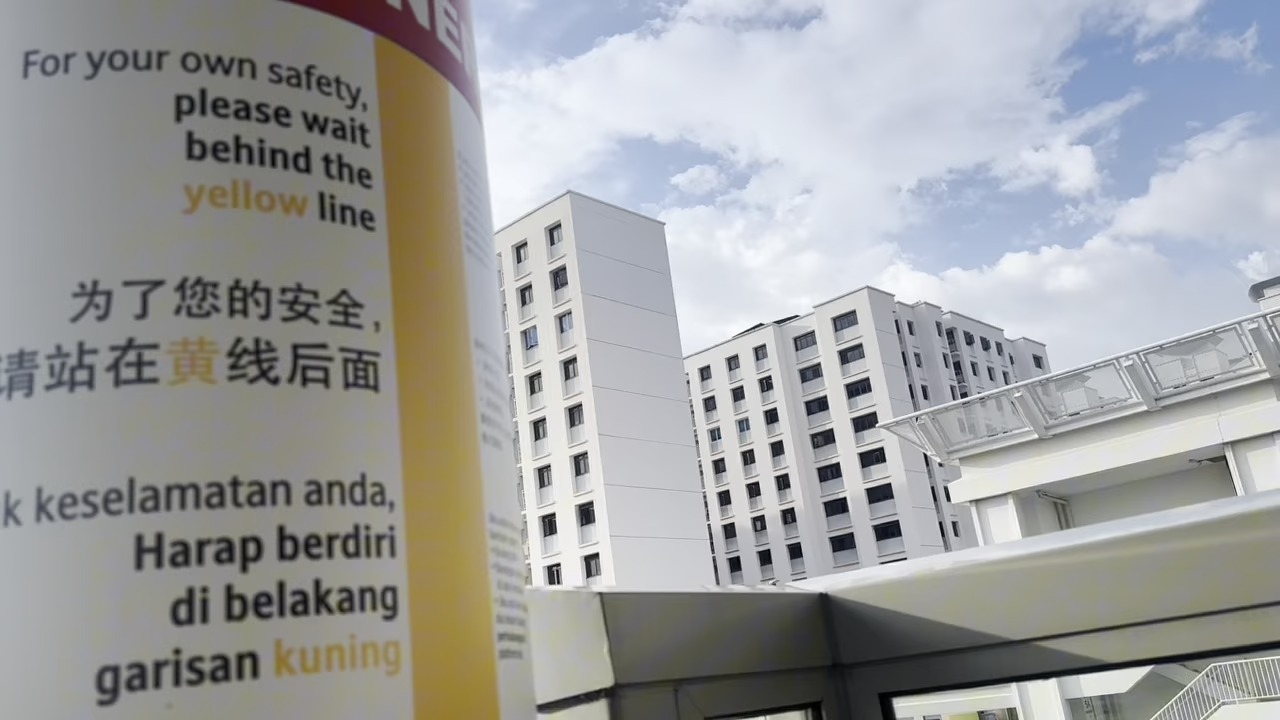 For your own safety,
please wait
behind the
yellow line
为了您的安全,
请站在黄线后面
keselamatan anda,
Harap berdiri
di belakang
garisan kuning